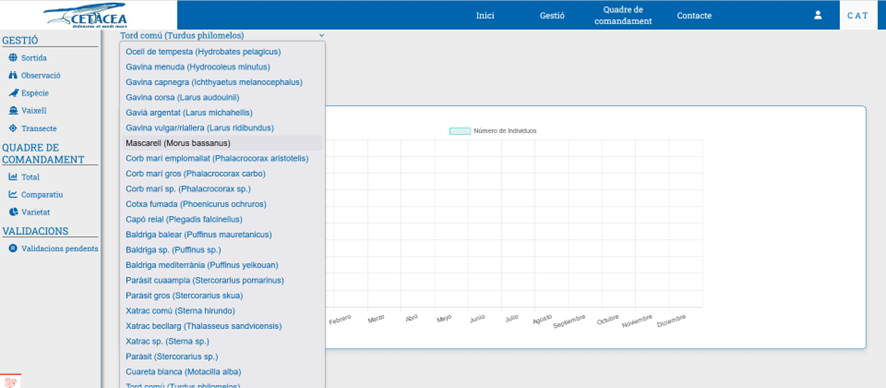 CETACEA
defensem el medi marí
Inici
Gestió
Quadre de
comandament
Contacte
CAT
GESTIÓ
Sortida
Observació
Espècie
Vaixell
Transecte
QUADRE DE
COMANDAMENT
Total
Comparatiu
Varietat
VALIDACIONS
Validacions pendents
Tord comú (Turdus philomelos)
Ocell de tempesta (Hydrobates pelagicus)
Gavina menuda (Hydrocoleus minutus)
Gavina capnegra (Ichthyaetus melanocephalus)
Gavina corsa (Larus audouinii)
Gavià argentat (Larus michahellis)
Gavina vulgar/riallera (Larus ridibundus)
Mascarell (Morus bassanus)
Corb marí emplomallat (Phalacrocorax aristotelis)
Corb marí gros (Phalacrocorax carbo)
Corb marí sp. (Phalacrocorax sp.)
Cotxa fumada (Phoenicurus ochruros)
Capó reial (Plegadis falcinellus)
Baldriga balear (Puffinus mauretanicus)
Baldriga sp. (Puffinus sp.)
Baldriga mediterrània (Puffinus yelkouan)
Paràsit cuaampla (Stercorarius pomarinus)
Paràsit gros (Stercorarius skua)
Xatrac comú (Sterna hirundo)
Xatrac becllarg (Thalasseus sandvicensis)
Xatrac sp. (Sterna sp.)
Paràsit (Stercorarius sp.)
Cuareta blanca (Motacilla alba)
Tord comú (Turdus philomelos)
Número de Individuos
Febrero
Marzo
Abril
Mayo
Junio
Julio
Agosto
Septiembre
Octubre
Noviembre
Diciembre